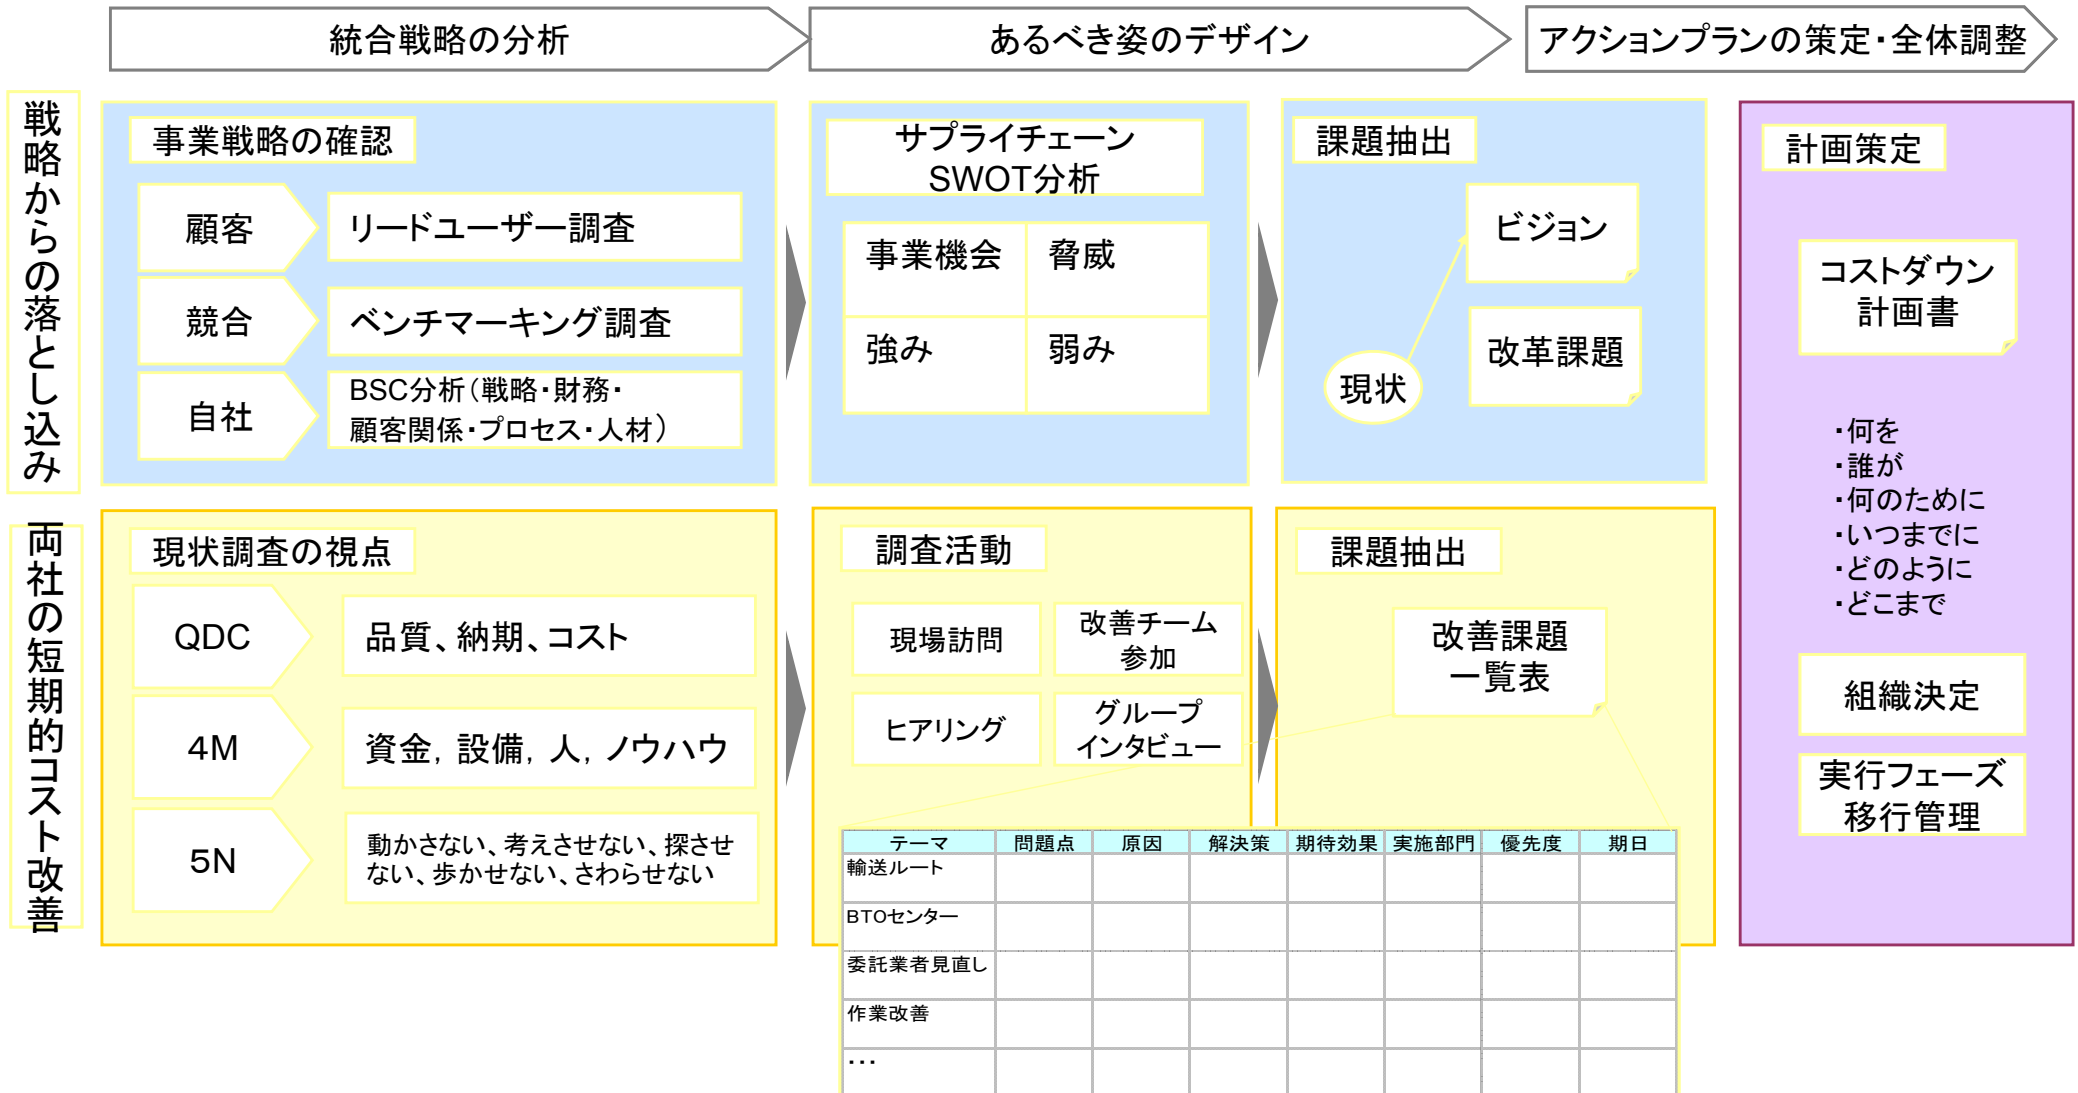 統合戦略の分析
あるべき姿のデザイン
アクションプランの策定・全体調整
戦略からの落とし込み
事業戦略の確認
顧客
リードユーザー調査
競合
ベンチマーキング調査
自社
BSC分析（戦略・財務・
顧客関係・プロセス・人材）
サプライチェーン
SWOT分析
事業機会
脅威
強み
弱み
課題抽出
ビジョン
改革課題
現状
両社の短期的コスト改善
現状調査の視点
QDC
品質、納期、コスト
4M
資金，設備，人，ノウハウ
5N
動かさない、考えさせない、探させ
ない、歩かせない、さわらせない
調査活動
現場訪問
改善チーム
参加
ヒアリング
グループ
インタビュー
課題抽出
改善課題
一覧表
テーマ 問題点 原因 解決策 期待効果 実施部門 優先度 期日
輸送ルート
BTOセンター
委託業者見直し
作業改善
・・・
計画策定
コストダウン
計画書
・何を
・誰が
・何のために
・いつまでに
・どのように
・どこまで
組織決定
実行フェーズ
移行管理